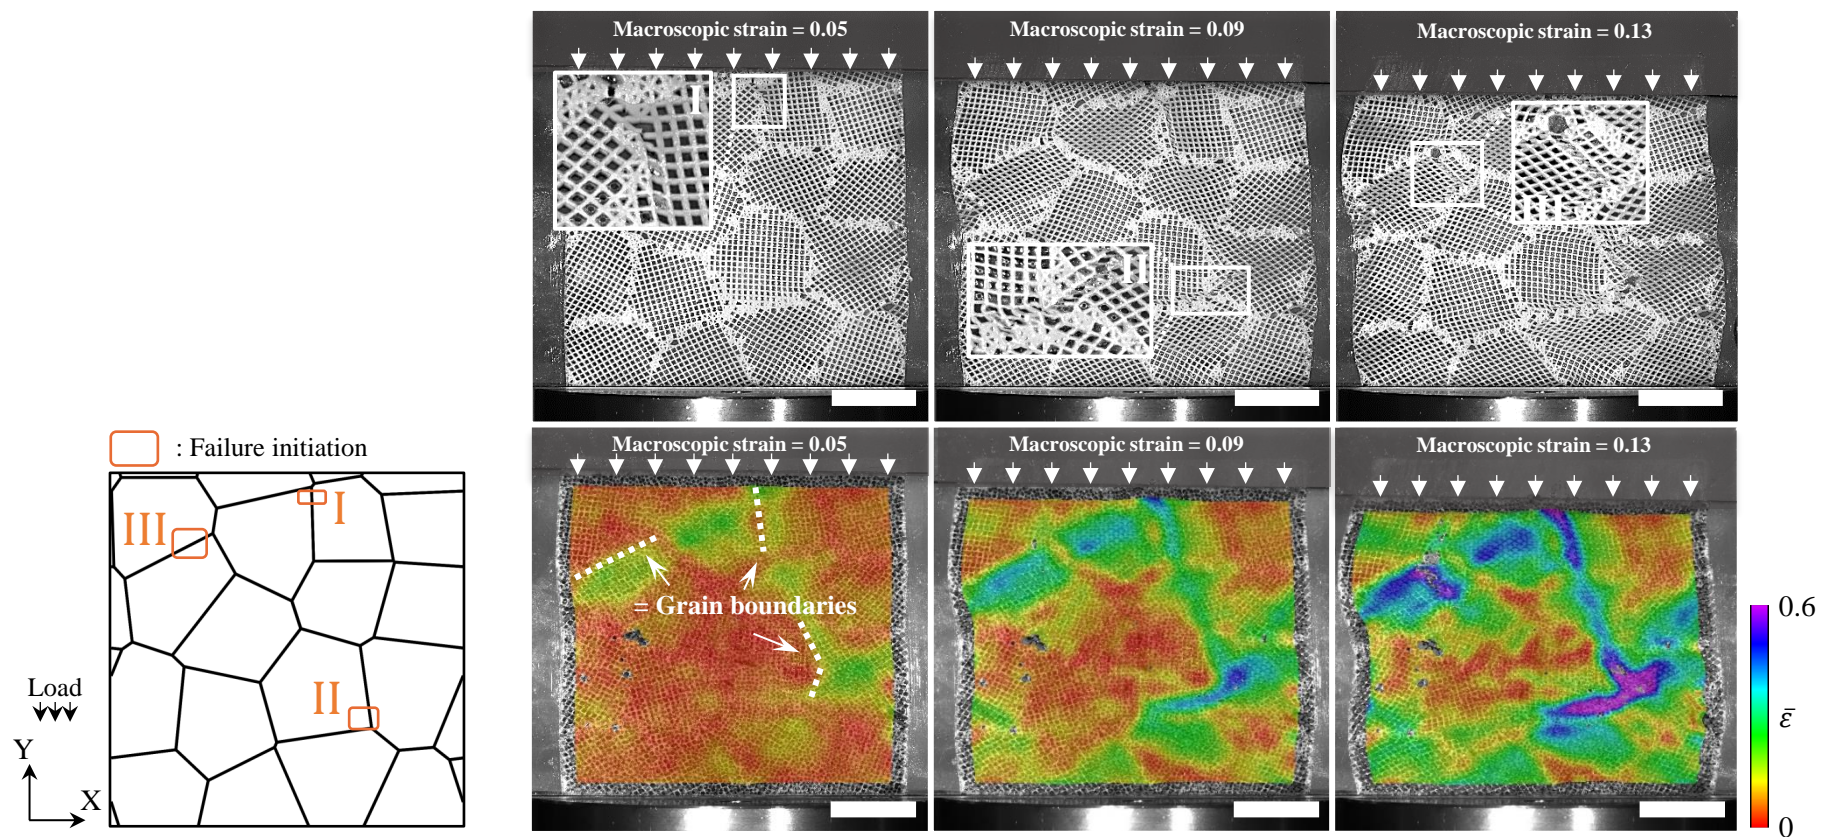 Macroscopic strain = 0.05
Macroscopic strain = 0.09
Macroscopic strain = 0.13
I
II
III
: Failure initiation
I
III
II
Load
Y
X
Macroscopic strain = 0.05
Macroscopic strain = 0.09
Macroscopic strain = 0.13
= Grain boundaries
0.6
ε̄
0